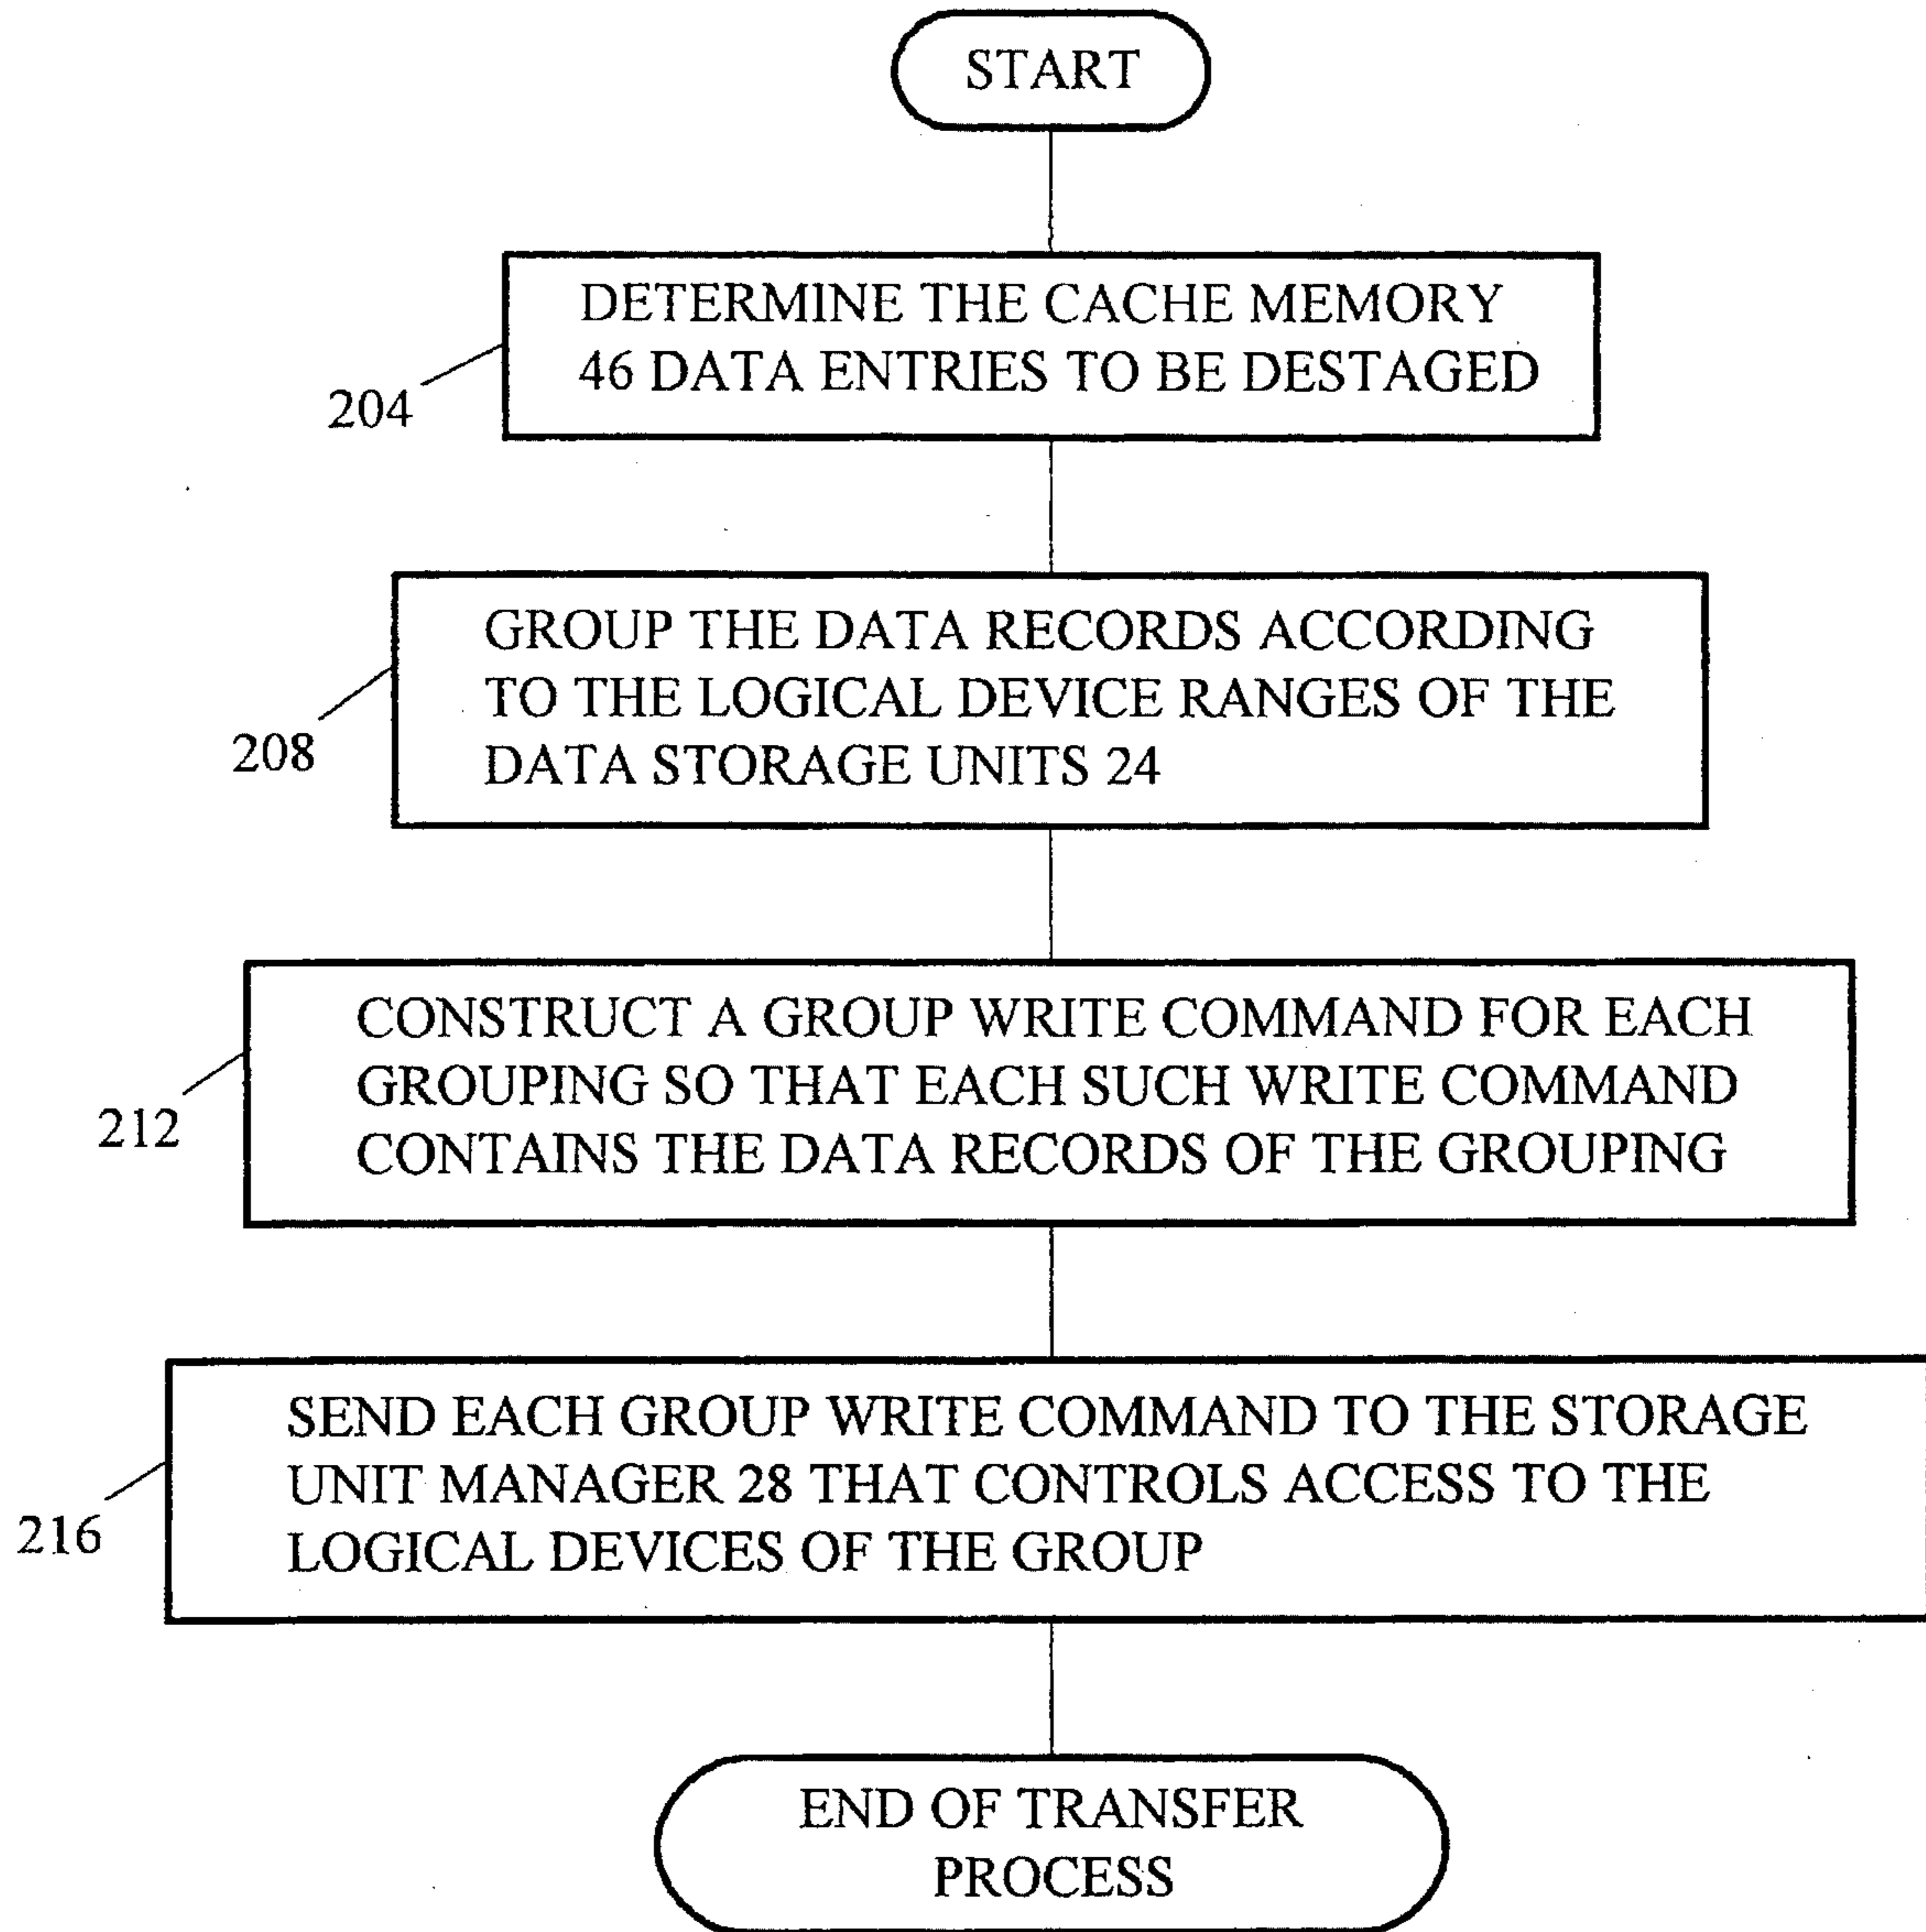 START
DETERMINE THE CACHE MEMORY
46 DATA ENTRIES TO BE DESTAGED
204
GROUP THE DATA RECORDS ACCORDING
TO THE LOGICAL DEVICE RANGES OF THE
DATA STORAGE UNITS 24
208
CONSTRUCT A GROUP WRITE COMMAND FOR EACH
GROUPING SO THAT EACH SUCH WRITE COMMAND
CONTAINS THE DATA RECORDS OF THE GROUPING
212
SEND EACH GROUP WRITE COMMAND TO THE STORAGE
UNIT MANAGER 28 THAT CONTROLS ACCESS TO THE
LOGICAL DEVICES OF THE GROUP
216
END OF TRANSFER
PROCESS